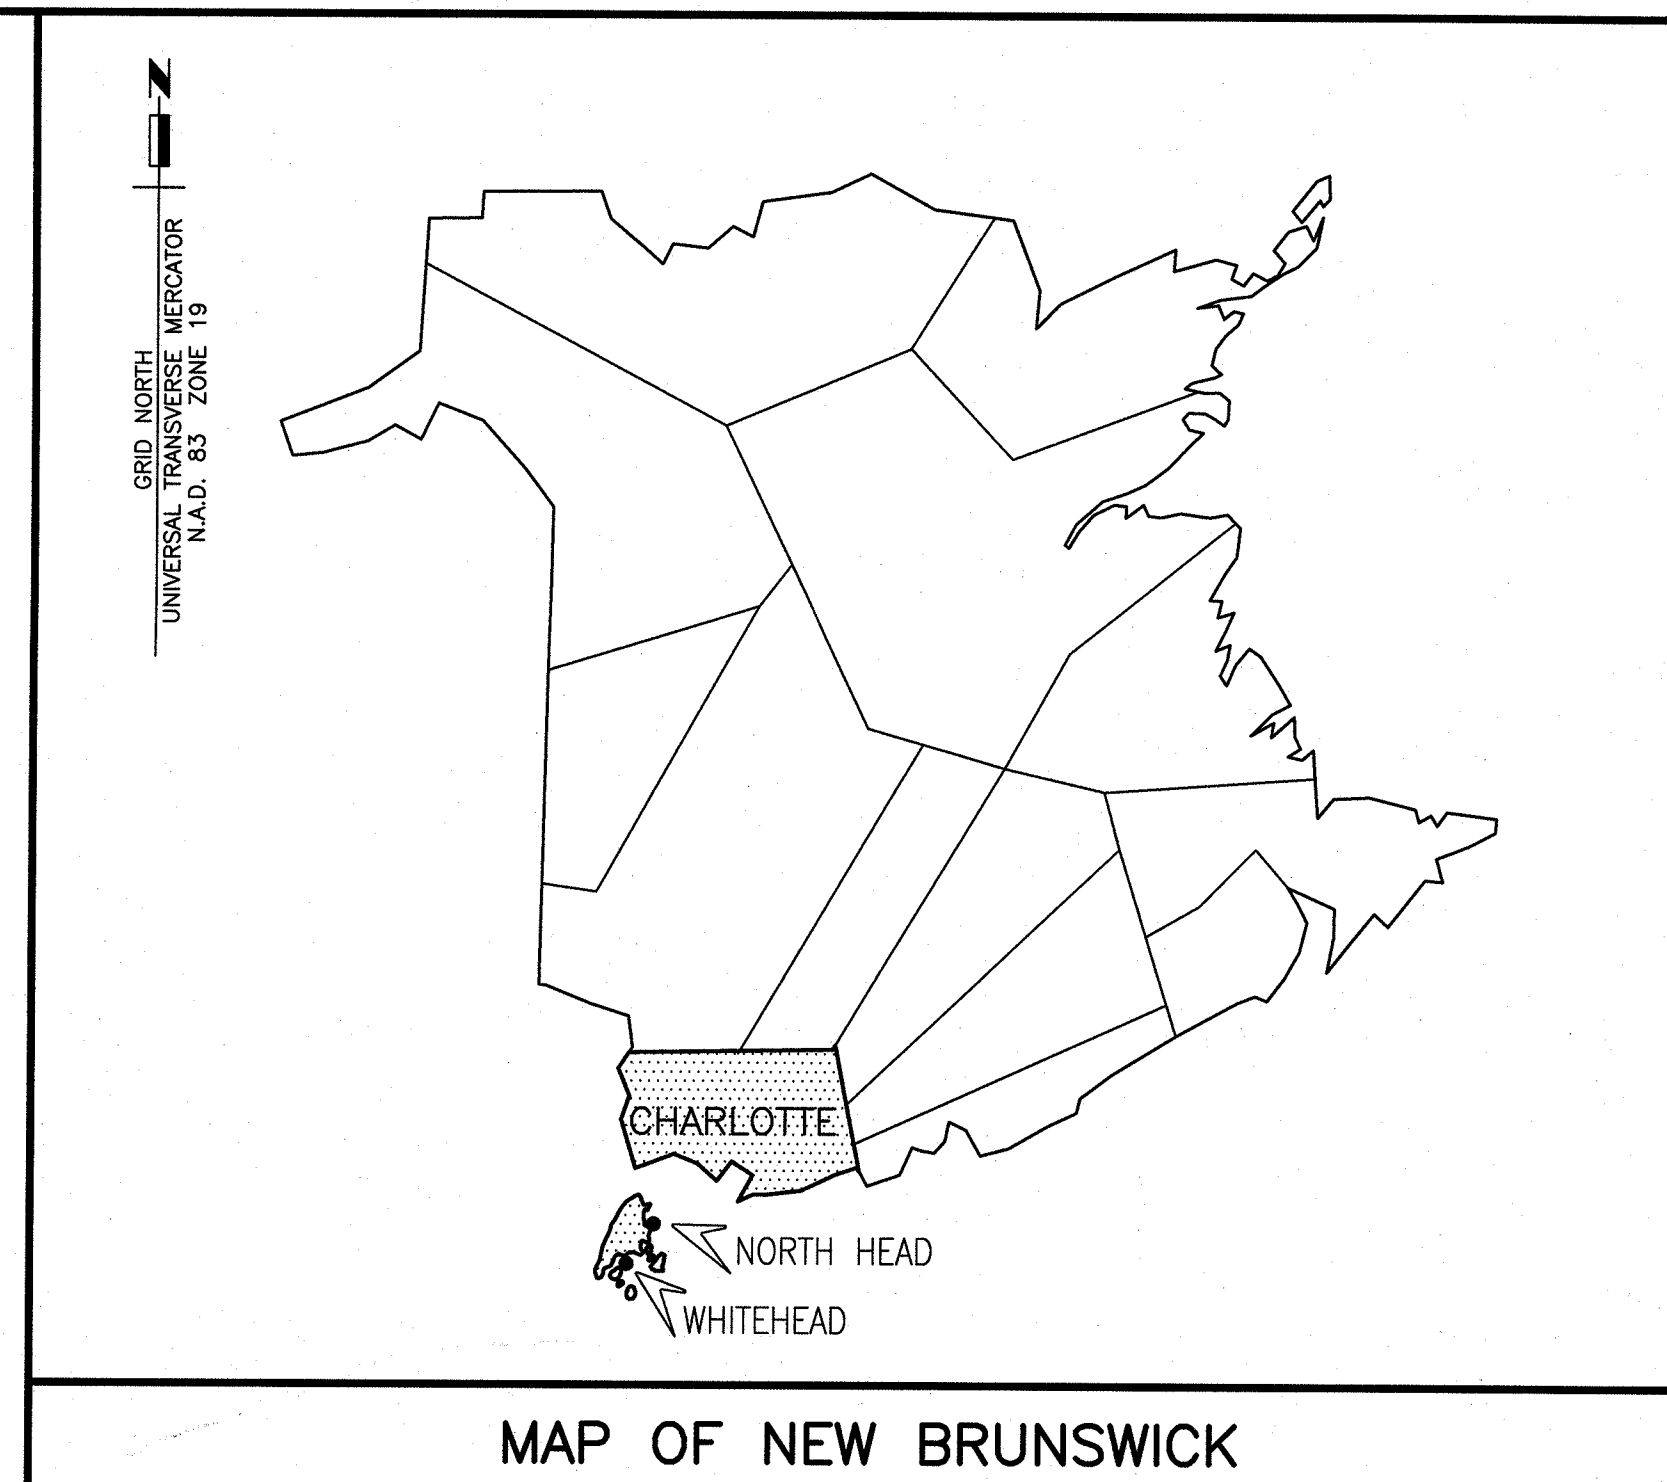 N
GRID NORTH
UNIVERSAL TRANSVERSE MERCATOR
N.A.D. 83 ZONE 19
CHARLOTTE
NORTH HEAD
WHITEHEAD
MAP OF NEW BRUNSWICK